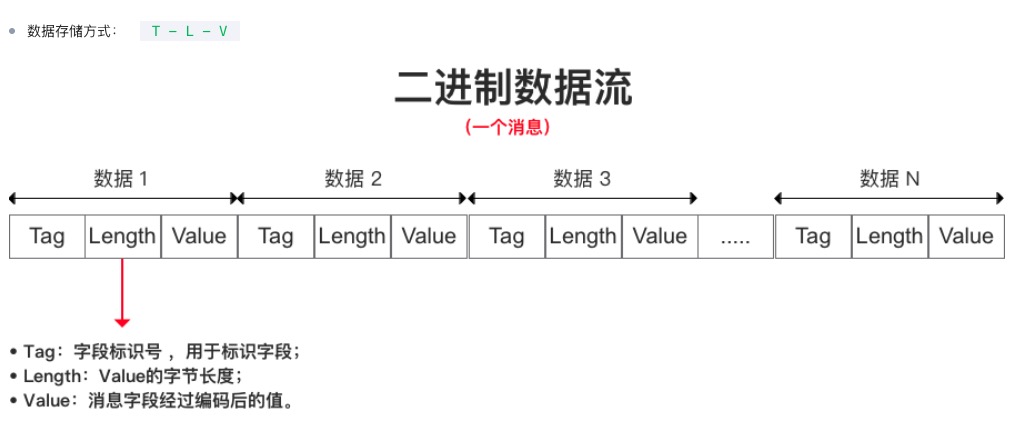 • 数据存储方式： T - L - V
二进制数据流
(一个消息)
数据 1 数据 2 数据 3 数据 N
Tag Length Value Tag Length Value Tag Length Value ..... Tag Length Value
• Tag：字段标识号 ，用于标识字段；
• Length：Value的字节长度；
• Value：消息字段经过编码后的值。